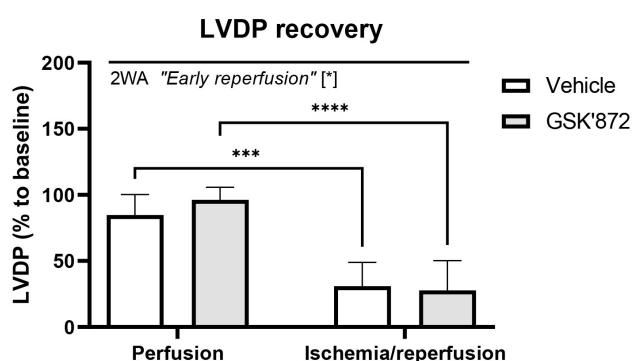 LVDP recovery
LVDP (% to baseline)
200
150
100
50
0
2WA "Early reperfusion" [*]
****
***
Vehicle
GSK'872
Perfusion
Ischemia/reperfusion